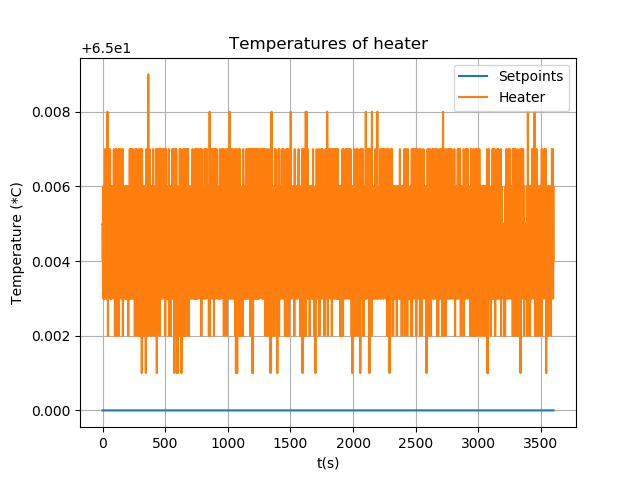 Temperatures of heater
+6.5e1
Setpoints
Heater
0.008
0.006
0.004
0.002
0.000
Temperature (*C)
0 500 1000 1500 2000 2500 3000 3500
t(s)